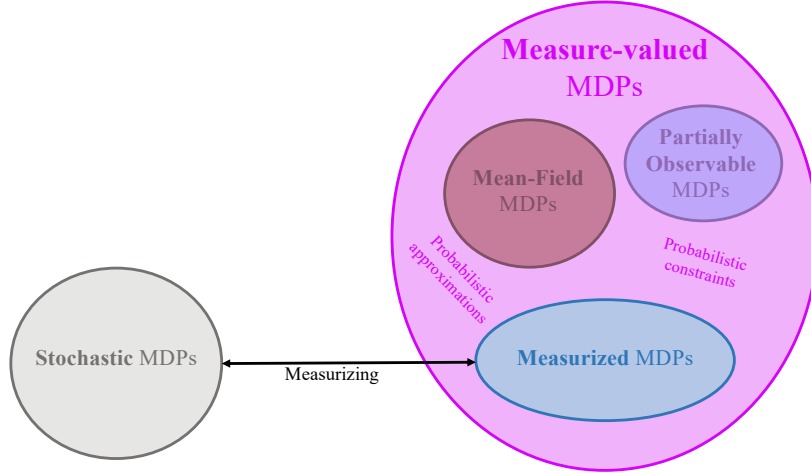 Measure-valued
MDPs
Mean-Field
MDPs
Partially
Observable
MDPs
Probabilistic
approximations
Probabilistic
constraints
Stochastic MDPs
Measurizing
Measurized MDPs